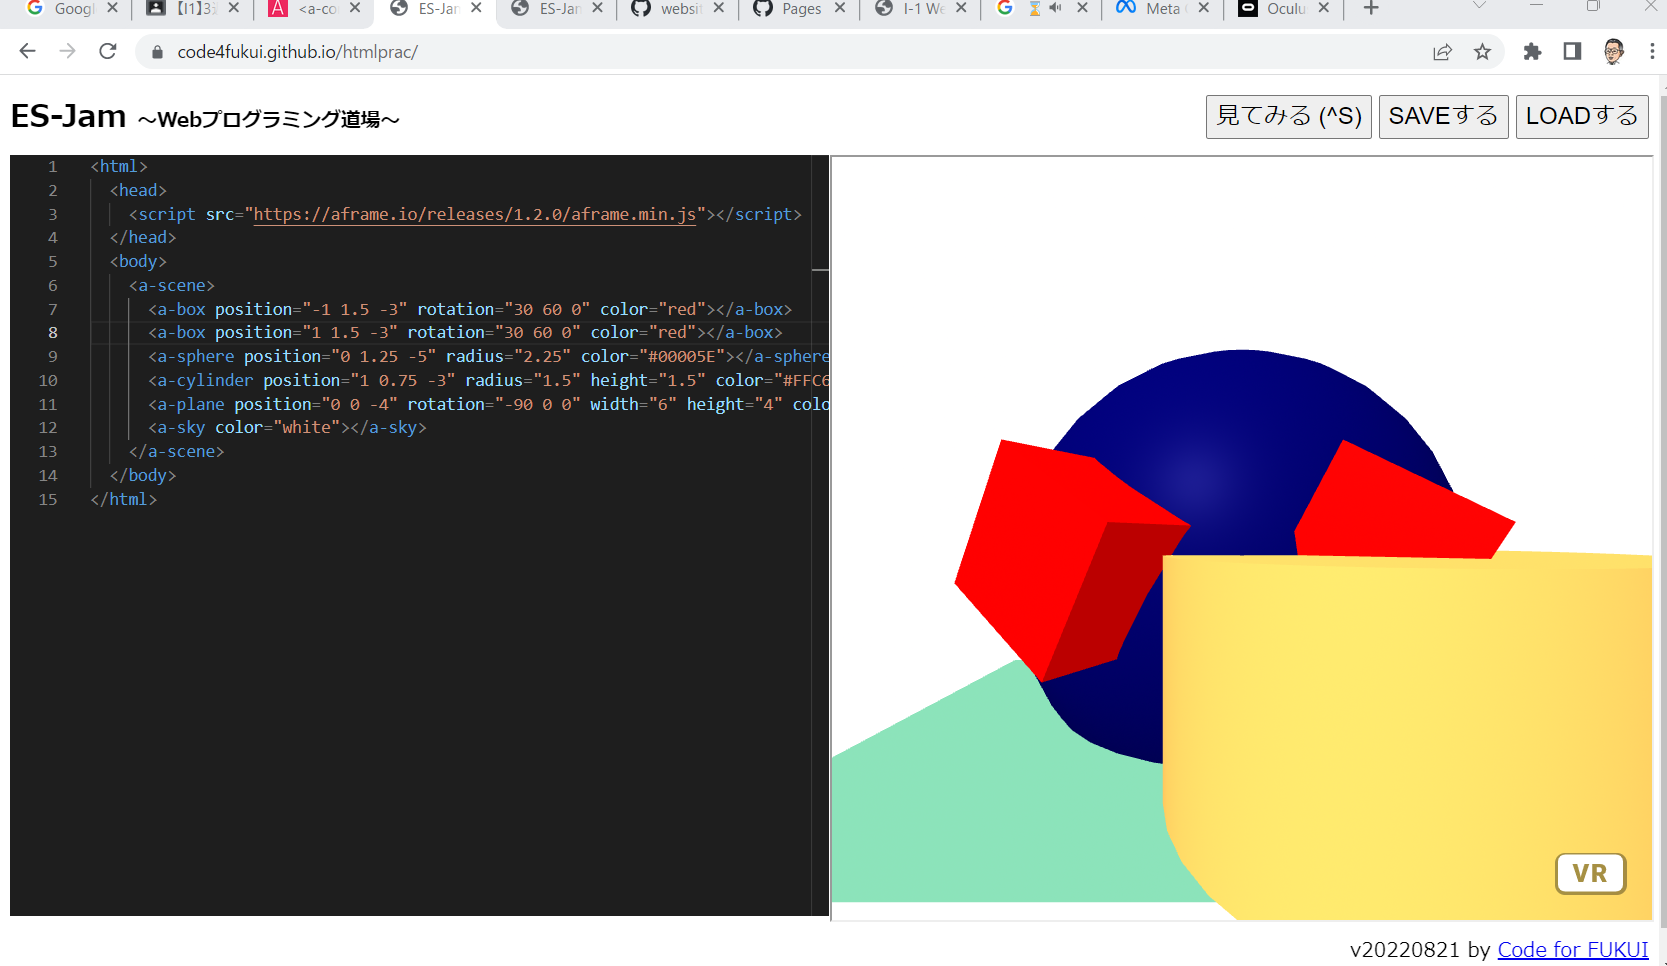 Googl
【I1】3
<a-co
ES-Ja
ES-Jar
websit
Pages
I-1 We
Meta
Oculu
code4fukui.github.io/htmlprac/
ES-Jam ～Webプログラミング道場～
見てみる (^S)
SAVEする
LOADする
1 <html>
2 <head>
3 <script src="https://aframe.io/releases/1.2.0/aframe.min.js"></script>
4 </head>
5 <body>
6 <a-scene>
7 <a-box position="-1 1.5 -3" rotation="30 60 0" color="red"></a-box>
8 <a-box position="1 1.5 -3" rotation="30 60 0" color="red"></a-box>
9 <a-sphere position="0 1.25 -5" radius="2.25" color="#00005E"></a-sphere
10 <a-cylinder position="1 0.75 -3" radius="1.5" height="1.5" color="#FFC6
11 <a-plane position="0 0 -4" rotation="-90 0 0" width="6" height="4" colo
12 <a-sky color="white"></a-sky>
13 </a-scene>
14 </body>
15 </html>
VR
v20220821 by Code for FUKUI